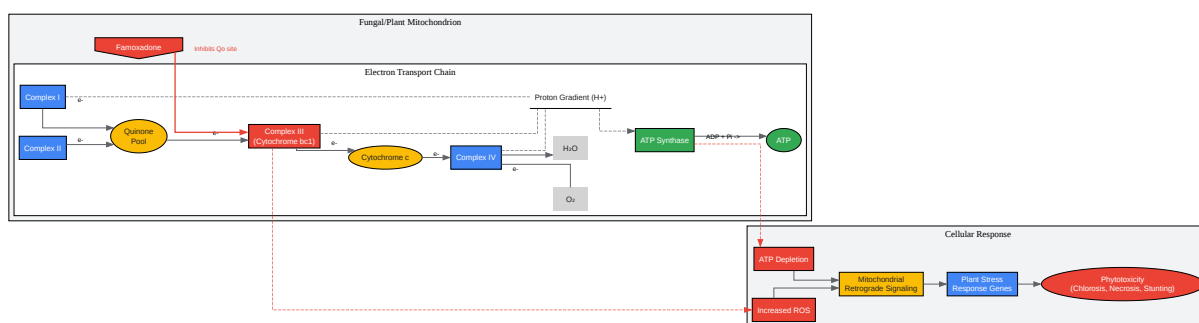 Fungal/Plant Mitochondrion
Famoxadone
Inhibits Qo site
Electron Transport Chain
Complex I
e-
Proton Gradient (H+)
Quinone
Pool
e-
Complex III
(Cytochrome bc1)
ADP + Pi ->
ATP Synthase
ATP
Complex II
e-
e-
Cytochrome c
e-
Complex IV
H₂O
e-
O₂
Cellular Response
ATP Depletion
Mitochondrial
Retrograde Signaling
Plant Stress
Response Genes
Phytotoxicity
(Chlorosis, Necrosis, Stunting)
Increased ROS